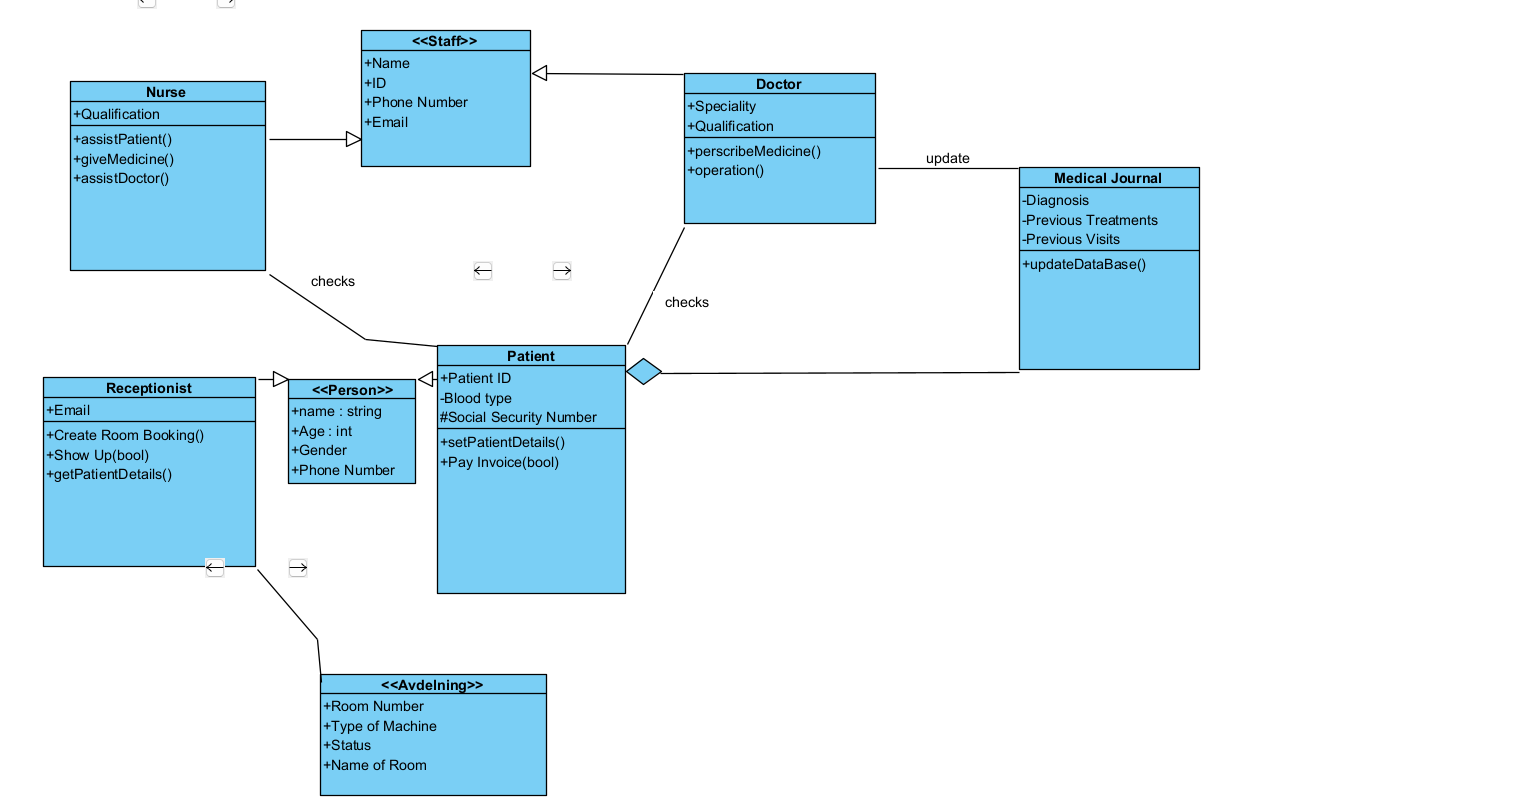 <<Staff>>
+Name
+ID
+Phone Number
+Email
Nurse
+Qualification
+assistPatient()
+giveMedicine()
+assistDoctor()
Doctor
+Speciality
+Qualification
+perscribeMedicine()
+operation()
update
Medical Journal
-Diagnosis
-Previous Treatments
-Previous Visits
+updateDataBase()
checks
checks
Patient
+Patient ID
-Blood type
#Social Security Number
+setPatientDetails()
+Pay Invoice(bool)
Receptionist
+Email
+Create Room Booking()
+Show Up(bool)
+getPatientDetails()
<<Person>>
+name : string
+Age : int
+Gender
+Phone Number
<<Avdelning>>
+Room Number
+Type of Machine
+Status
+Name of Room